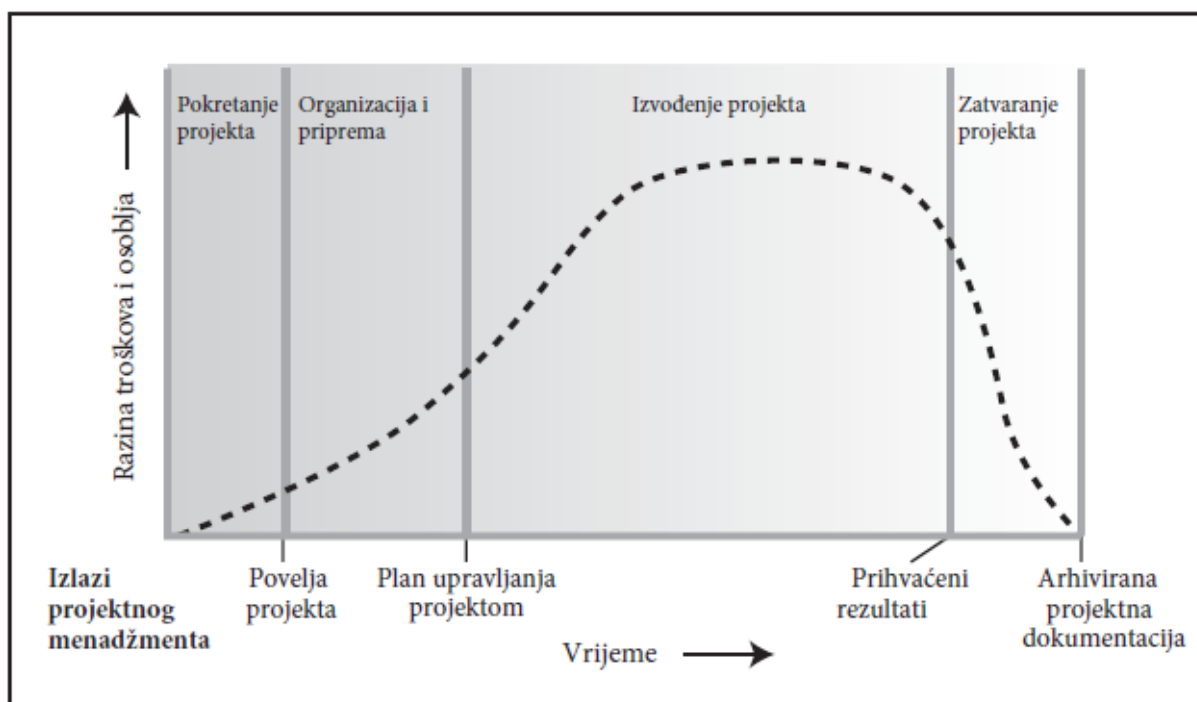 Pokretanje
projekta
Organizacija i
priprema
Izvođenje projekta
Zatvaranje
projekta
Razina troškova i osoblja
Izlazi
projektnog
menadžmenta
Povelja
projekta
Plan upravljanja
projektom
Prihvaćeni
rezultati
Arhivirana
projektna
dokumentacija
Vrijeme